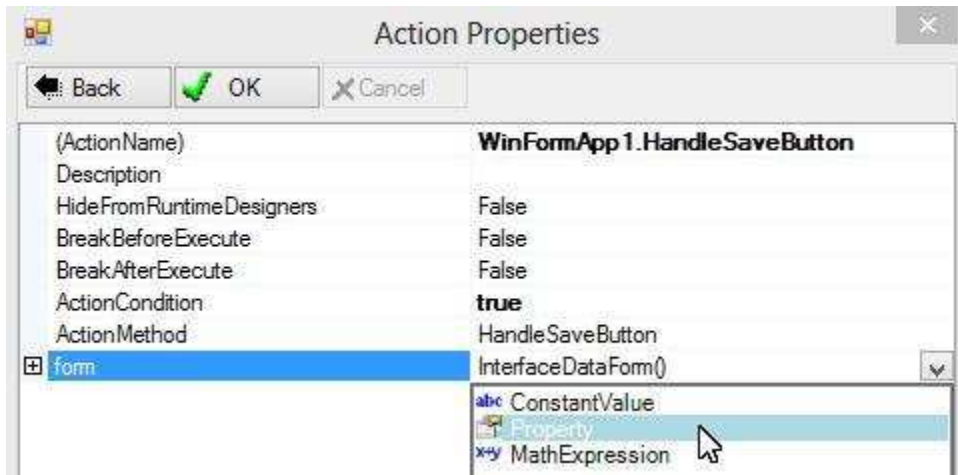 Action Properties
Back OK Cancel
(ActionName) WinFormApp1.HandleSaveButton
Description
HideFromRuntimeDesigners False
BreakBeforeExecute False
BreakAfterExecute False
ActionCondition true
ActionMethod HandleSaveButton
form InterfaceDataForm()
abc ConstantValue
Property
x+y MathExpression